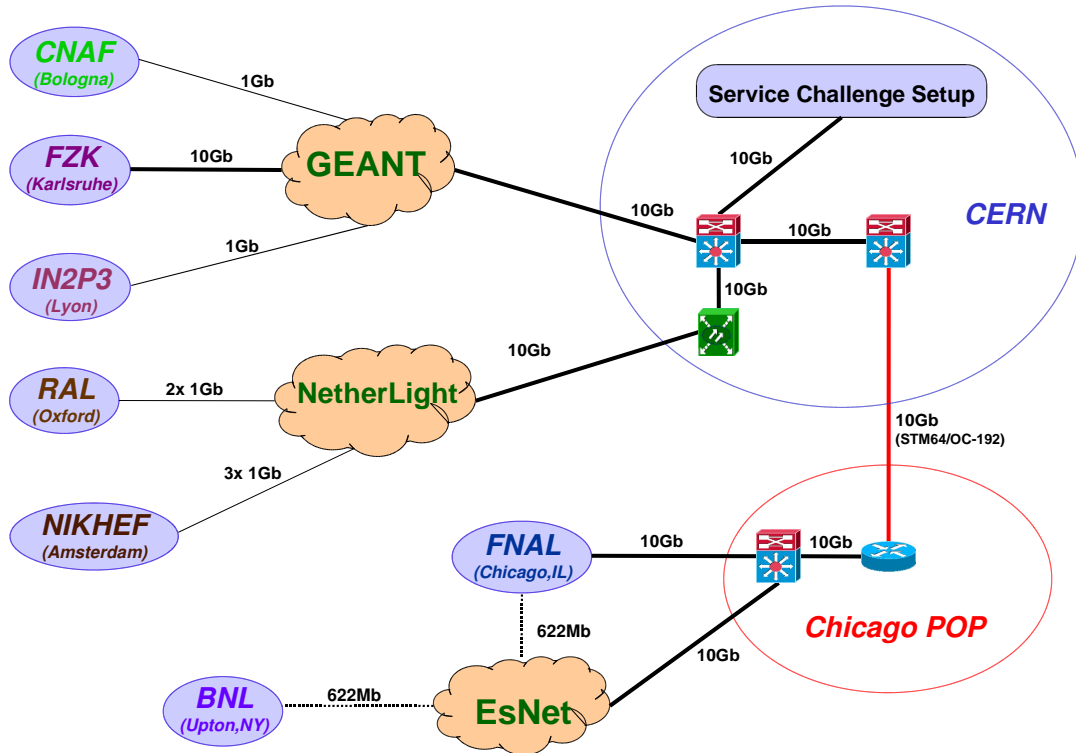 CNAF
(Bologna)
1Gb
Service Challenge Setup
FZK
(Karlsruhe)
10Gb
GEANT
10Gb
10Gb
10Gb
CERN
IN2P3
(Lyon)
1Gb
10Gb
RAL
(Oxford)
2x 1Gb
NetherLight
10Gb
10Gb
(STM64/OC-192)
3x 1Gb
NIKHEF
(Amsterdam)
FNAL
(Chicago,IL)
10Gb
10Gb
Chicago POP
622Mb
10Gb
BNL
(Upton,NY)
622Mb
EsNet